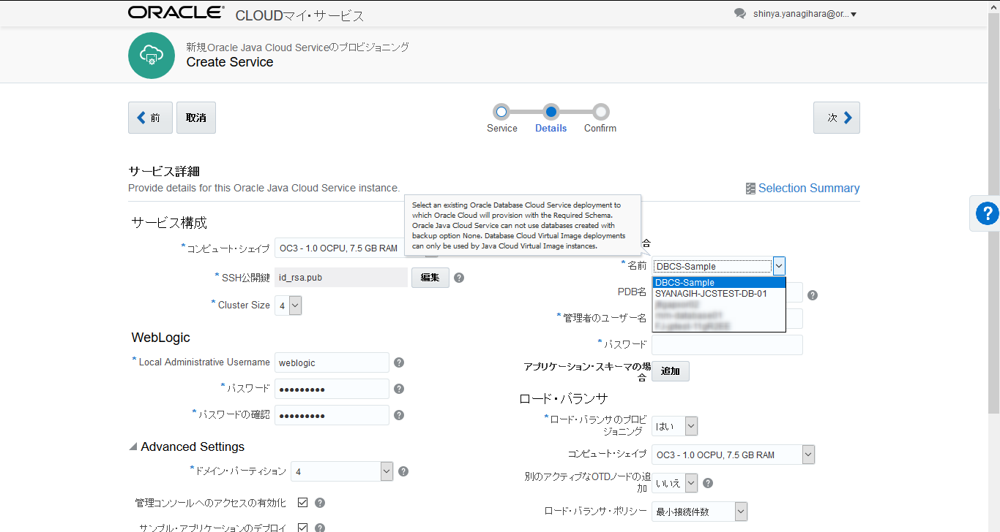 ORACLE® CLOUDマイ・サービス
shinya.yanagihara@or...
新規Oracle Java Cloud Serviceのプロビジョニング
Create Service
前
取消
Service
Details
Confirm
次
サービス詳細
Provide details for this Oracle Java Cloud Service instance.
Selection Summary
サービス構成
*コンピュート・シェイプ
OC3 - 1.0 OCPU, 7.5 GB RAM
*SSH公開鍵
id_rsa.pub
編集
?
*Cluster Size
4
WebLogic
*Local Administrative Username
weblogic
?
*パスワード
•••••••••
?
*パスワードの確認
•••••••••
?
Advanced Settings
*ドメイン・パーティション
4
?
管理コンソールへのアクセスの有効化
?
サンプル・アプリケーションのデプロイ
?
Select an existing Oracle Database Cloud Service deployment to
which Oracle Cloud will provision with the Required Schema.
Oracle Java Cloud Service can not use databases created with
backup option None. Database Cloud Virtual Image deployments
can only be used by Java Cloud Virtual Image instances.
合
*名前
DBCS-Sample
DBCS-Sample
SYANAGIH-JCSTEST-DB-01
PDB名
?
*管理者のユーザー名
*パスワード
アプリケーション・スキーマの場
合
追加
ロード・バランサ
*ロード・バランサのプロビ
ジョニング
はい
コンピュート・シェイプ
OC3 - 1.0 OCPU, 7.5 GB RAM
別のアクティブなOTDノードの追
加
いいえ
?
ロード・バランサ・ポリシー
最小接続件数
?